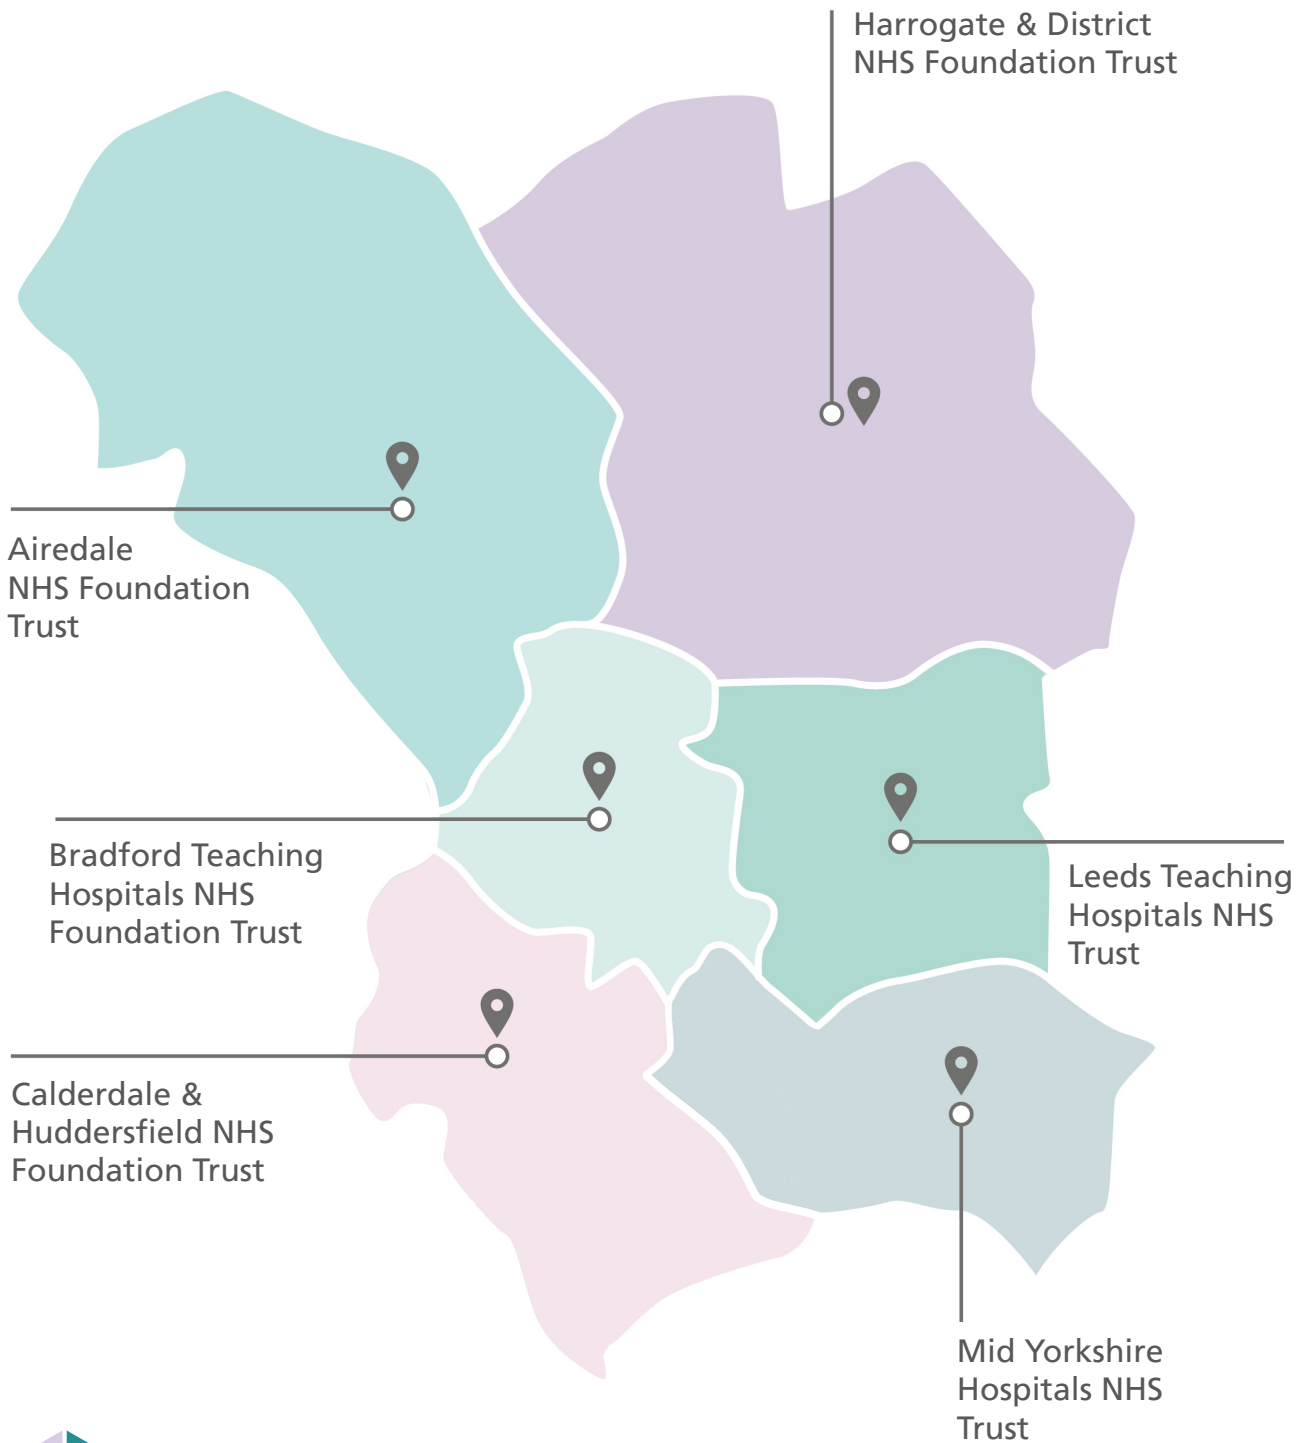 Harrogate & District
NHS Foundation Trust
Airedale
NHS Foundation
Trust
Bradford Teaching
Hospitals NHS
Foundation Trust
Leeds Teaching
Hospitals NHS
Trust
Calderdale &
Huddersfield NHS
Foundation Trust
Mid Yorkshire
Hospitals NHS
Trust